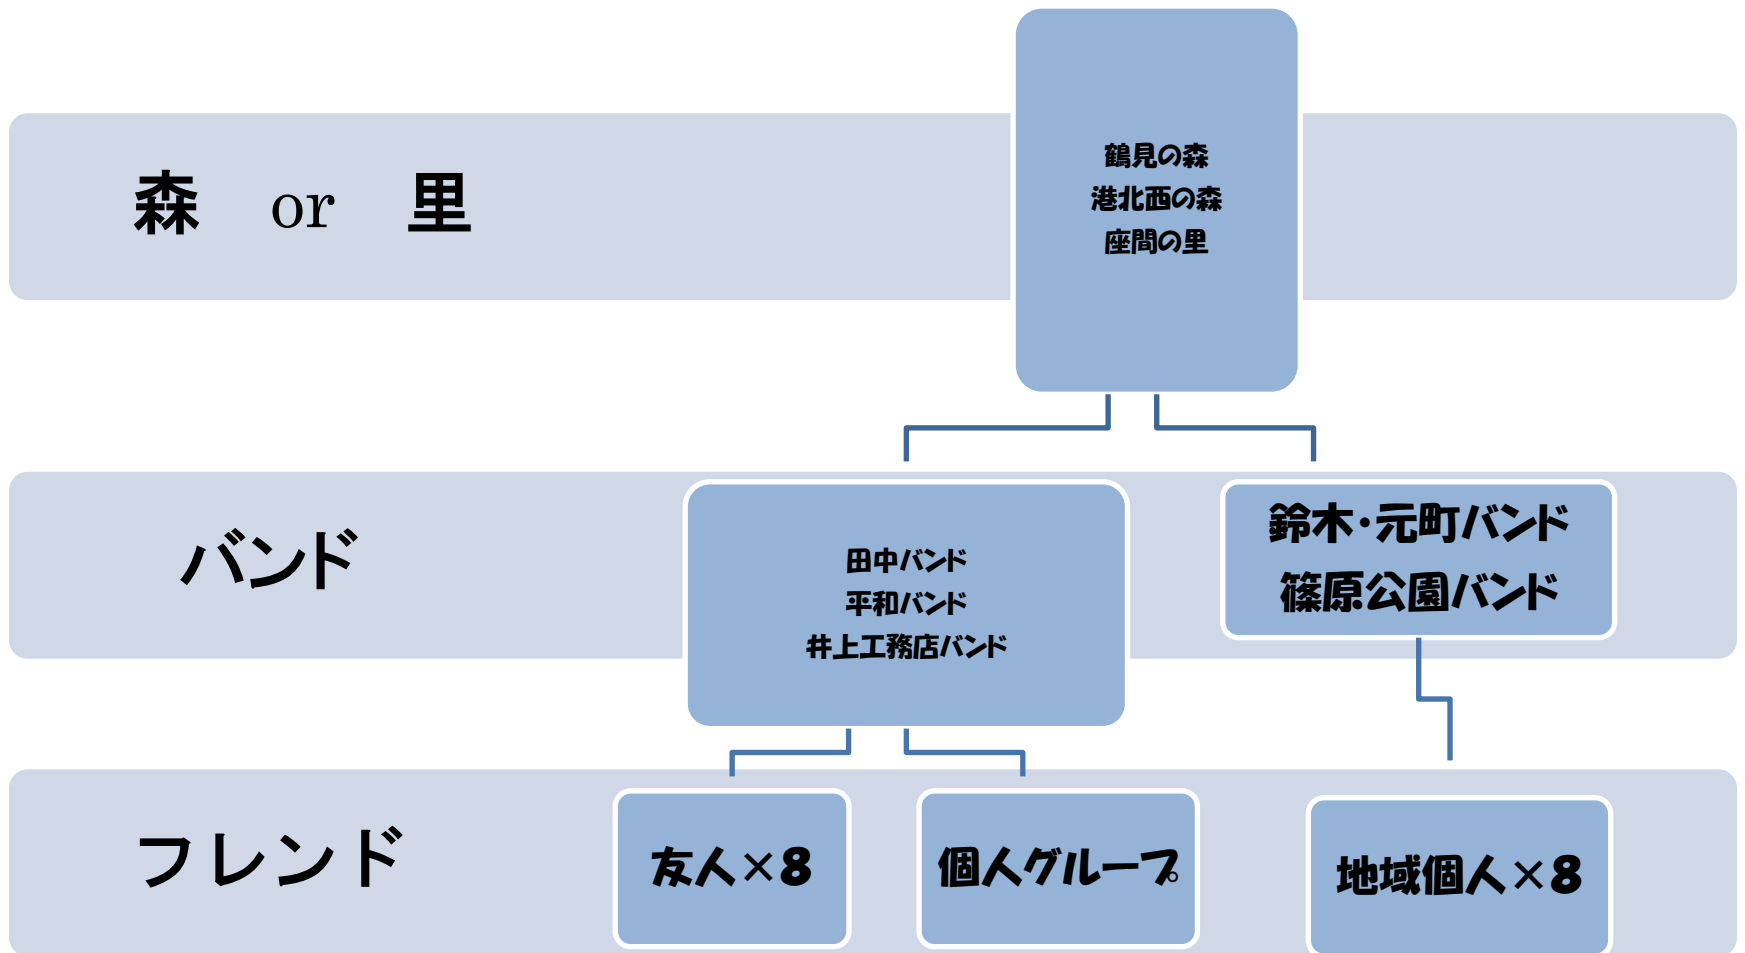 森 or 里
鶴見の森
港北西の森
座間の里
バンド
田中バンド
平和バンド
井上工務店バンド
鈴木・元町バンド
篠原公園バンド
フレンド
友人×8
個人グループ
地域個人×8